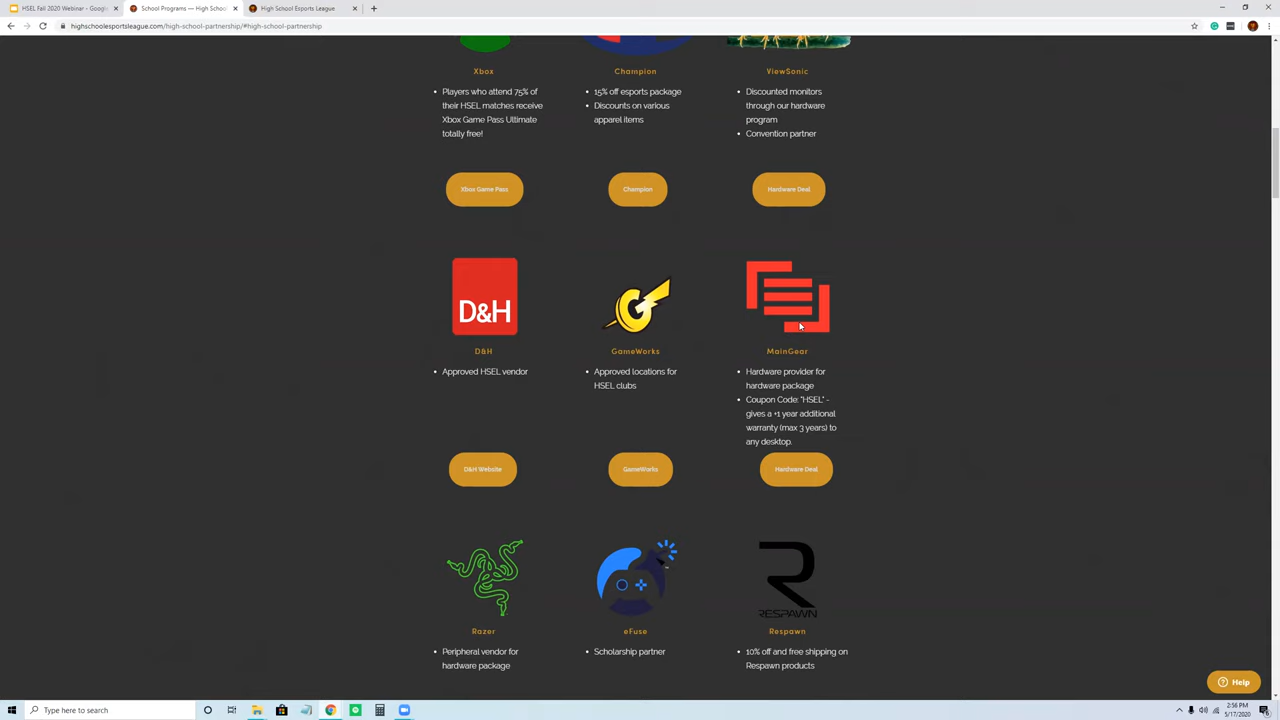 HSEL Fall 2020 Webinar - Google
School Programs — High School
High School Esports League
highschoolesportsleague.com/high-school-partnership/#high-school-partnership
Xbox
Players who attend 75% of
their HSEL matches receive
Xbox Game Pass Ultimate
totally free!
Xbox Game Pass
Champion
15% off esports package
Discounts on various
apparel items
Champion
ViewSonic
Discounted monitors
through our hardware
program
Convention partner
Hardware Deal
D&H
D&H
Approved HSEL vendor
D&H Website
G
GameWorks
Approved locations for
HSEL clubs
GameWorks
MainGear
Hardware provider for
hardware package
Coupon Code: "HSEL" -
gives a +1 year additional
warranty (max 3 years) to
any desktop.
Hardware Deal
Razer
Peripheral vendor for
hardware package
eFuse
Scholarship partner
RESPAWN
Respawn
10% off and free shipping on
Respawn products
Help
Type here to search
2:56 PM
5/17/2020